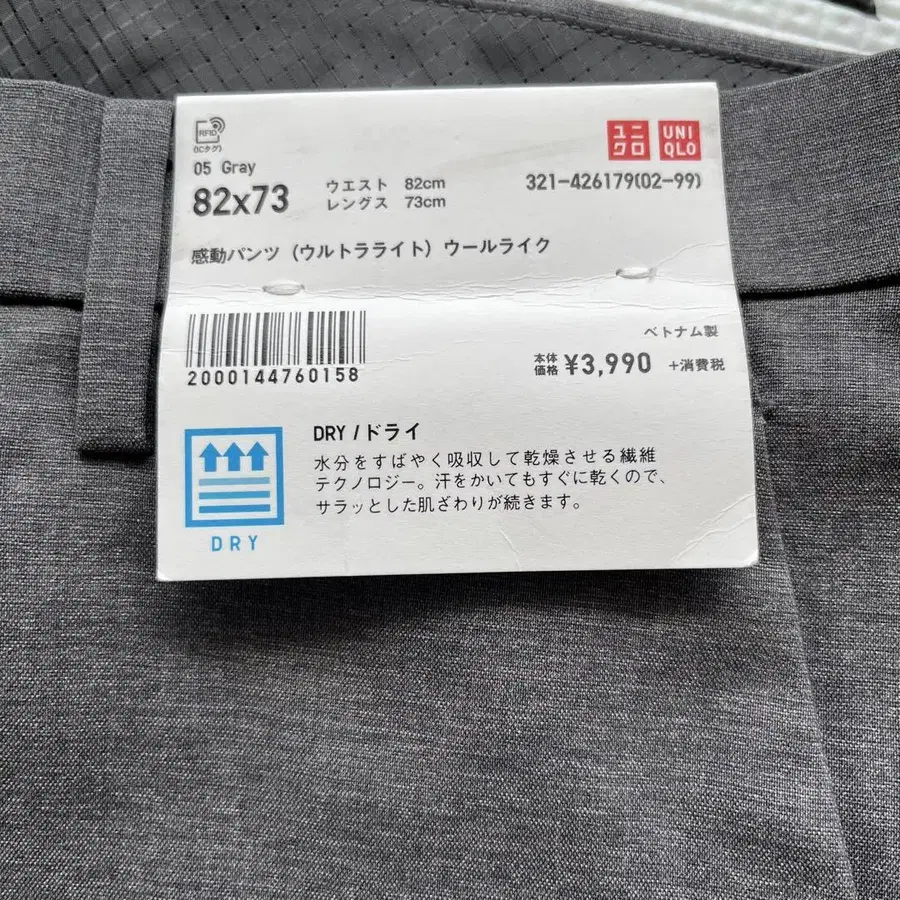 RFID
(ICタグ)
ユニ
クロ
UNI
QLO
05 Gray
82x73
ウエスト 82cm
レングス 73cm
321-426179(02-99)
感動パンツ(ウルトラライト)ウールライク
2000144760158
ベトナム製
本体
価格 ¥3,990 +消費税
DRY
DRY/ドライ
水分をすばやく吸収して乾燥させる繊維
テクノロジー。汗をかいてもすぐに乾くので、
サラッとした肌ざわりが続きます。